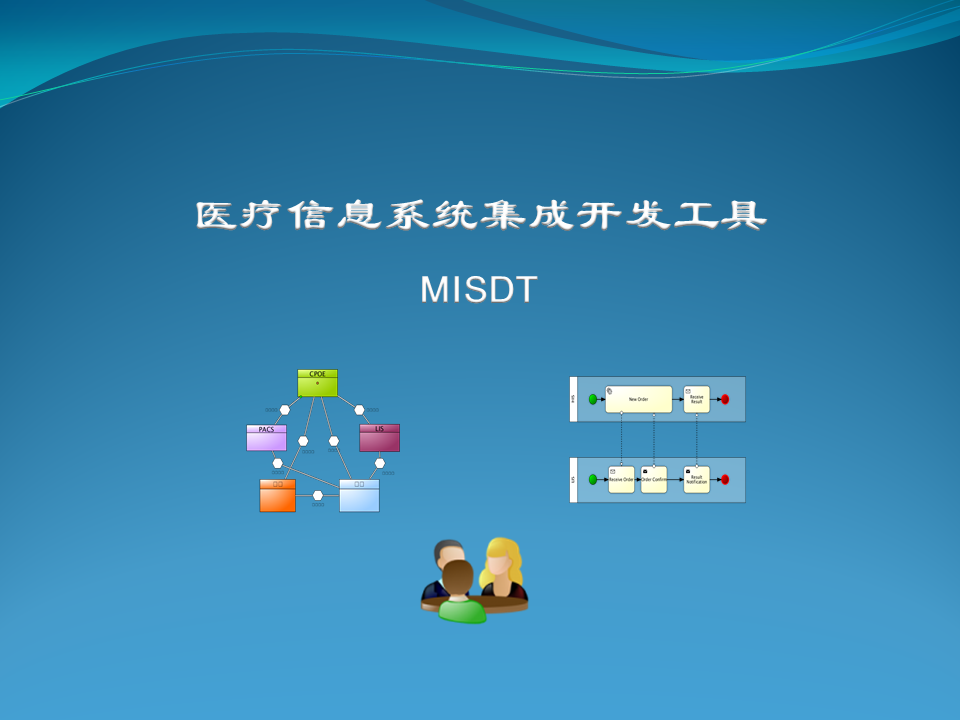 医疗信息系统集成开发工具
MISDT
CPOE
PACS
LIS
New Order
Receive
Result
Receive Order
Order Confirm
Result
Notification